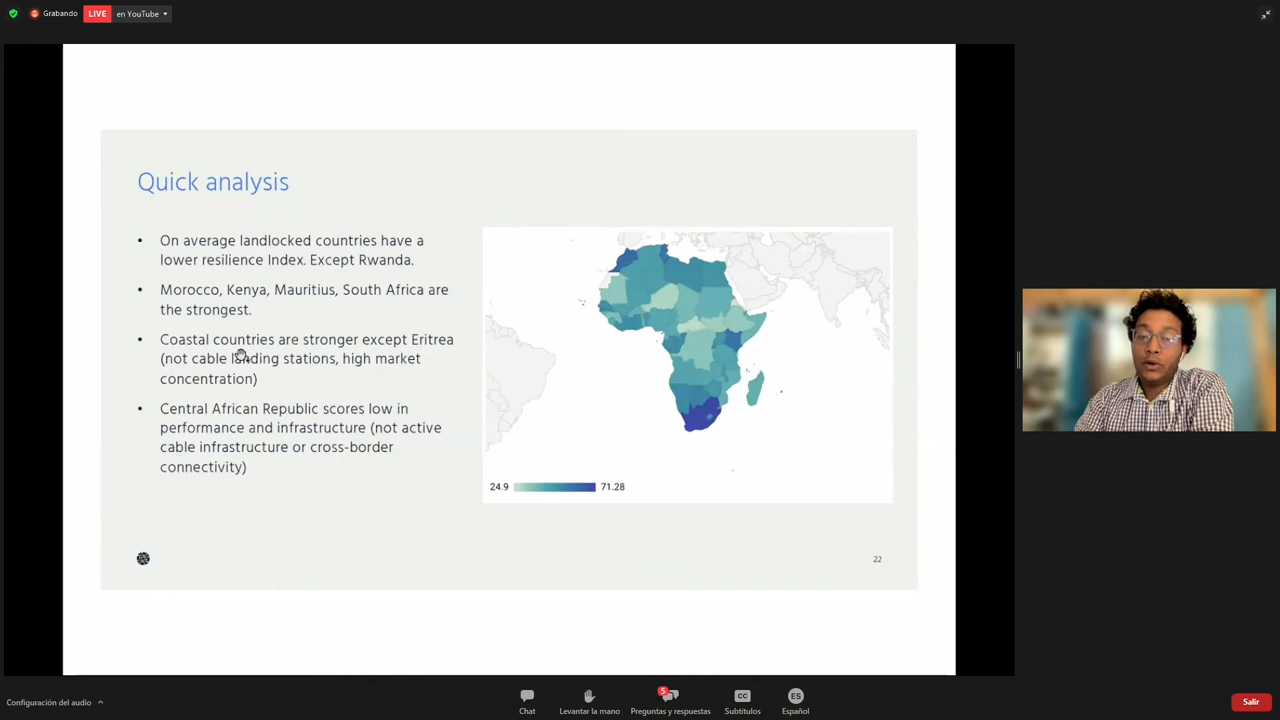 Grabando
LIVE
en YouTube
Quick analysis
• On average landlocked countries have a
lower resilience Index. Except Rwanda.
• Morocco, Kenya, Mauritius, South Africa are
the strongest.
• Coastal countries are stronger except Eritrea
(not cable landing stations, high market
concentration)
• Central African Republic scores low in
performance and infrastructure (not active
cable infrastructure or cross-border
connectivity)
24.9
71.28
22
Configuración del audio
Chat
Levantar la mano
5
Preguntas y respuestas
CC
Subtítulos
ES
Español
Salir